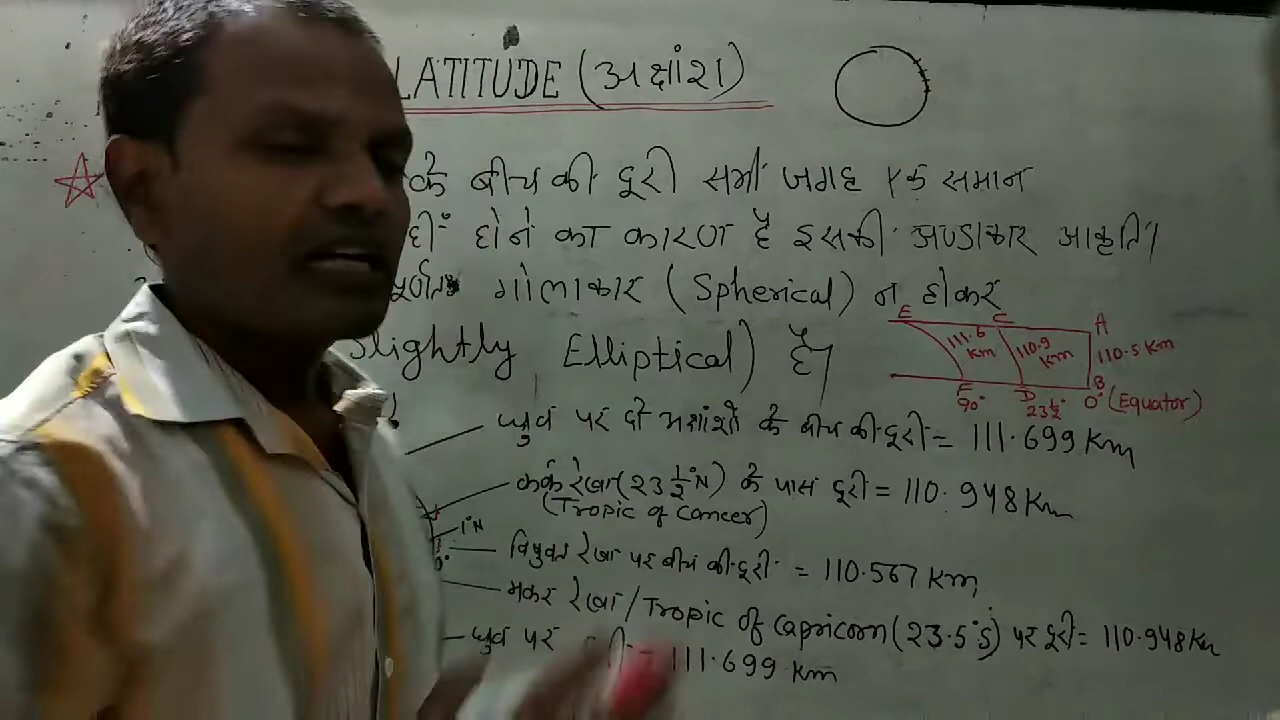 LATITUDE (अक्षांश)
के बीच की दूरी सभी जगह एक समान
होने का कारण है इसकी अण्डाकार आकृति।
पूर्णतः गोलाकार (Spherical) न होकर
Slightly Elliptical) है।
E C A
111.6 km 110.9 km 110.5 km
F D B
90° 23½° 0° (Equator)
ध्रुव पर दो अक्षांशों के बीच की दूरी = 111.699 Km
कर्क रेखा (23½°N) के पास दूरी = 110.948 Km
(Tropic of Cancer)
1°N
0°
विषुवत रेखा पर बीच की दूरी = 110.567 Km
मकर रेखा / Tropic of Capricorn (23.5°S) पर दूरी = 110.948 Km
ध्रुव पर = 111.699 km